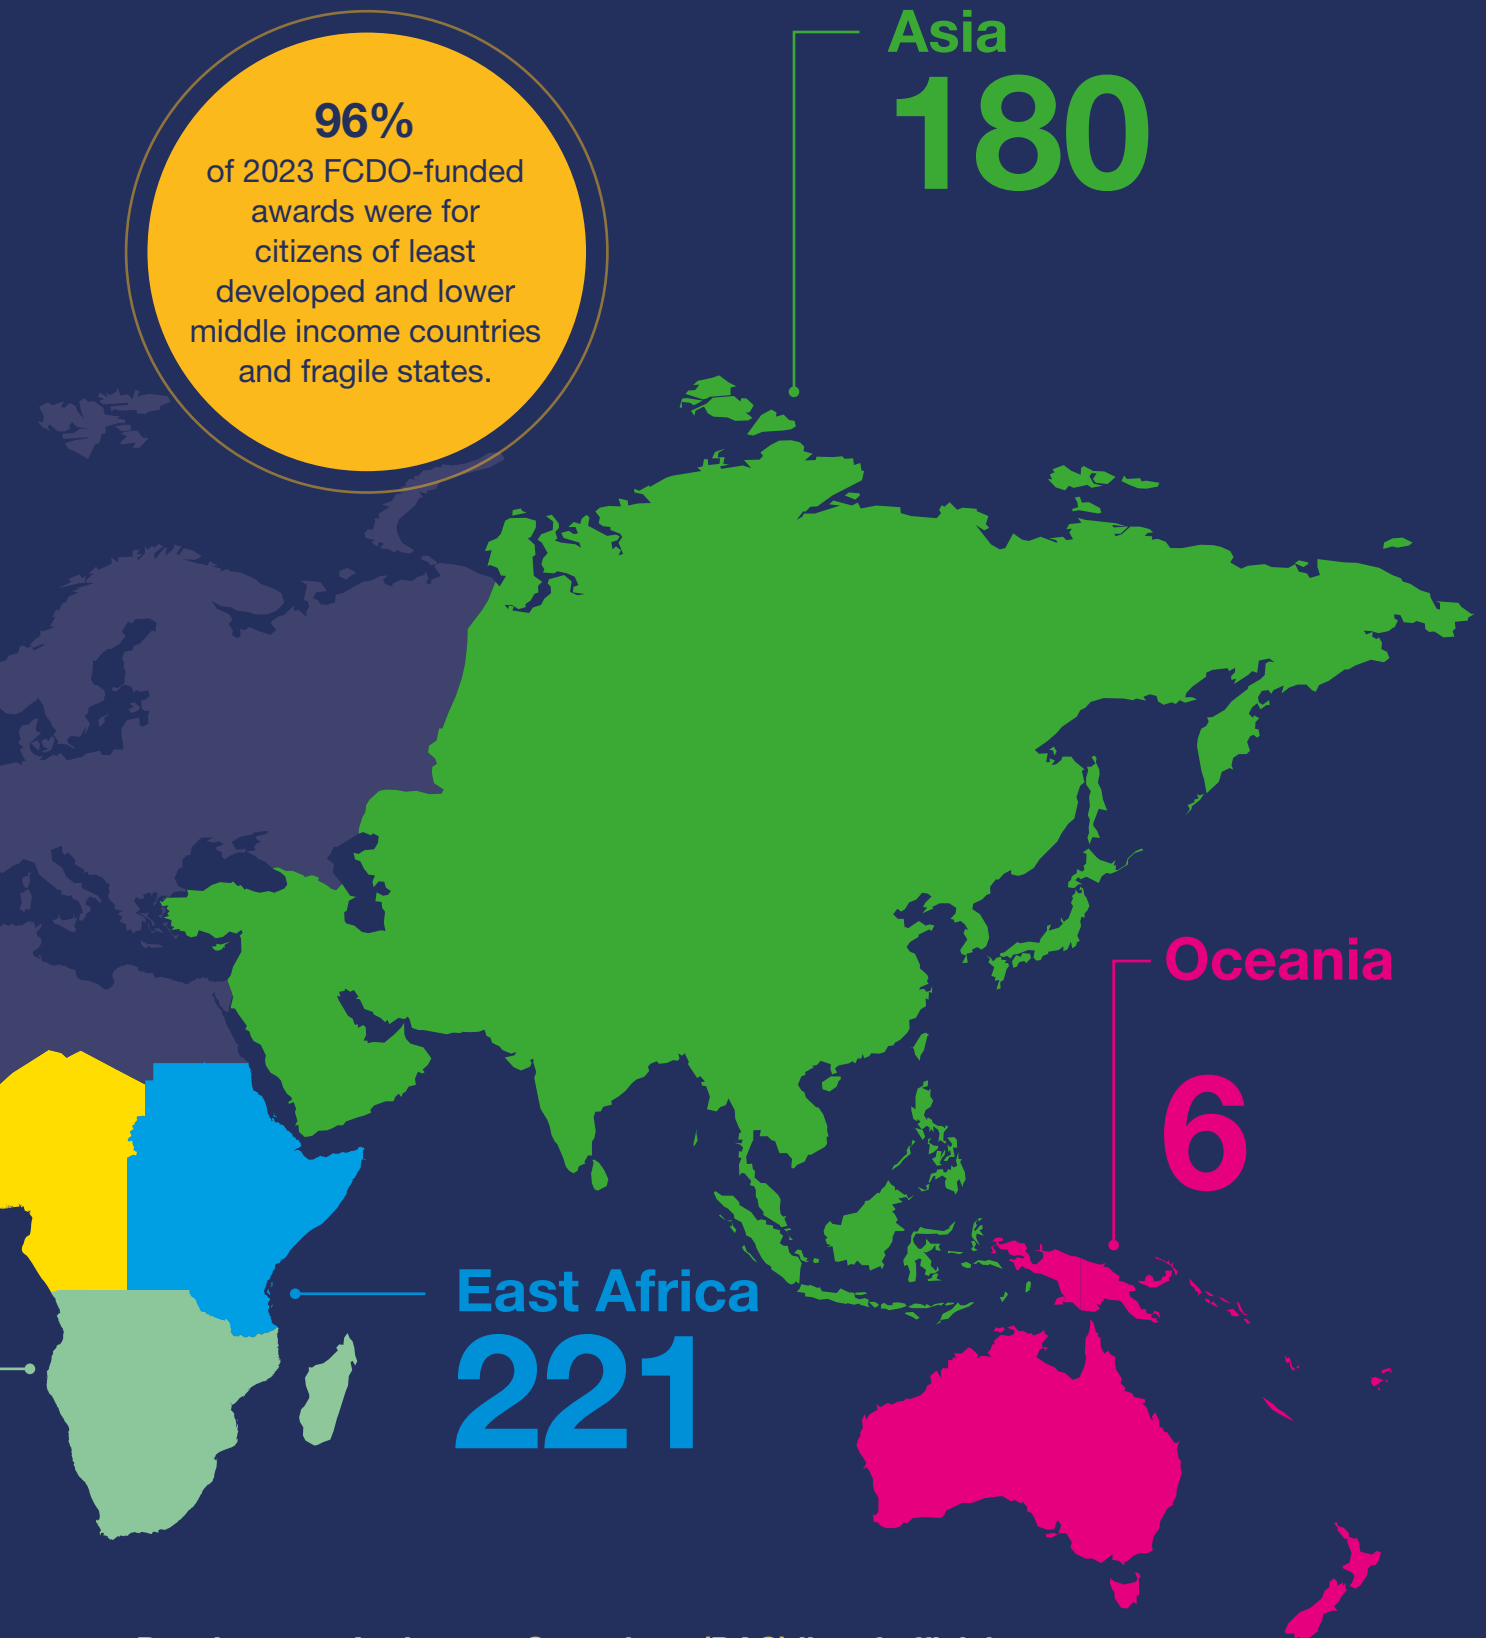 Asia
180
96%
of 2023 FCDO-funded
awards were for
citizens of least
developed and lower
middle income countries
and fragile states.
Oceania
6
East Africa
221